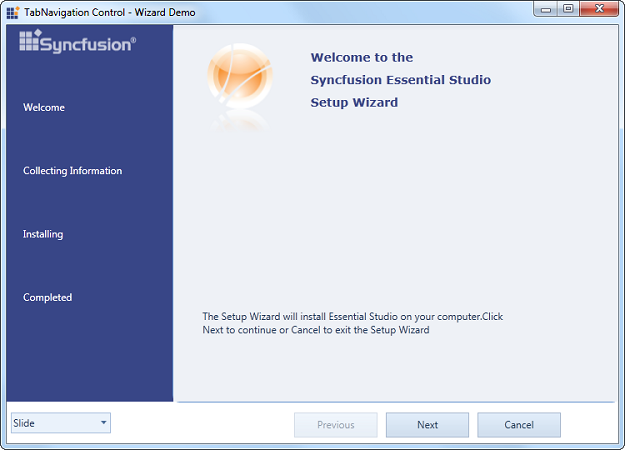 TabNavigation Control - Wizard Demo
Syncfusion®
Welcome
Collecting Information
Installing
Completed
Welcome to the
Syncfusion Essential Studio
Setup Wizard
The Setup Wizard will install Essential Studio on your computer.Click
Next to continue or Cancel to exit the Setup Wizard
Slide
Previous
Next
Cancel